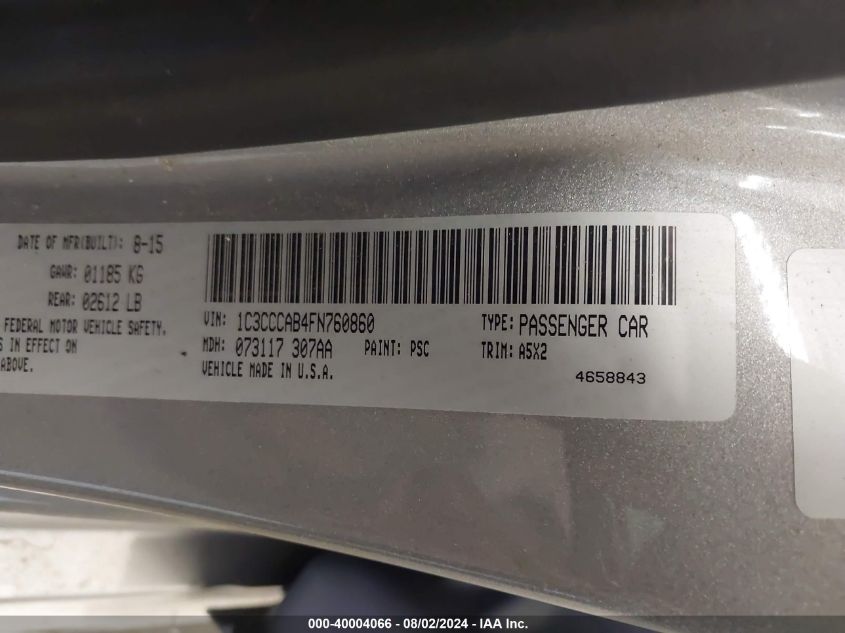 DATE OF MFR(BUILT): 8-15
GAWR: 01185 KG
REAR: 02612 LB
FEDERAL MOTOR VEHICLE SAFETY.
S IN EFFECT ON
ABOVE.
VIN: 1C3CCCAB4FN760860
TYPE: PASSENGER CAR
MDH: 073117 307AA
PAINT: PSC
TRIM: A5X2
VEHICLE MADE IN U.S.A.
4658843
000-40004066 - 08/02/2024 - IAA Inc.